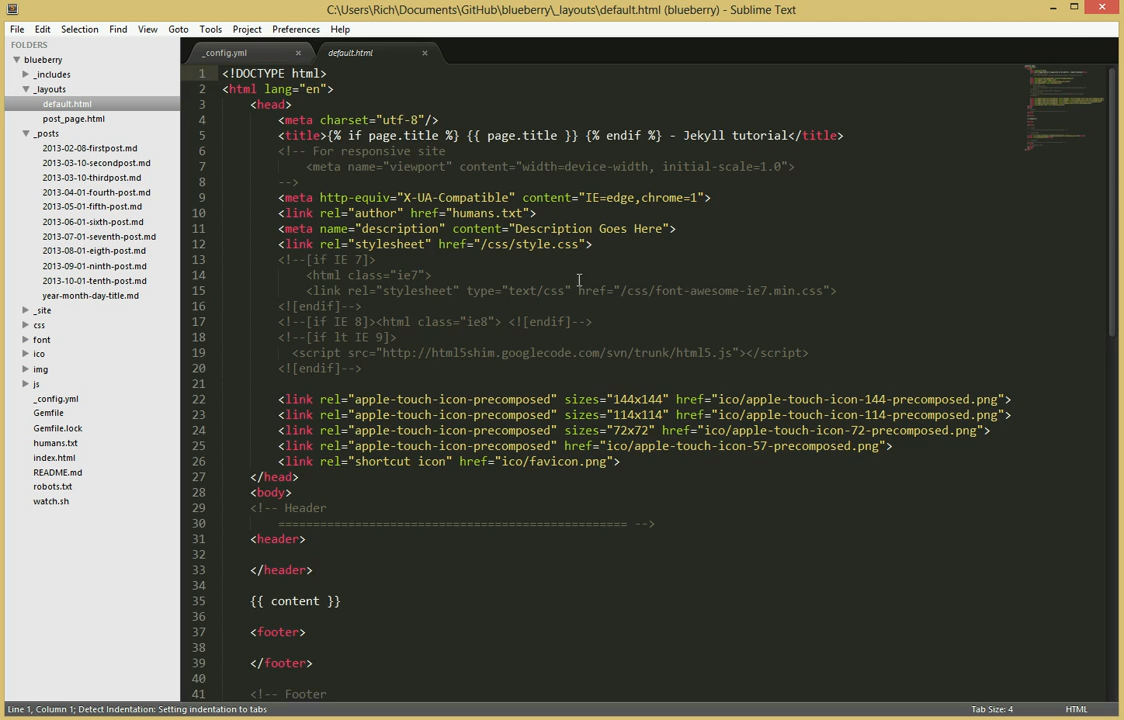 C:\Users\Rich\Documents\GitHub\blueberry\_layouts\default.html (blueberry) - Sublime Text
File Edit Selection Find View Goto Tools Project Preferences Help
FOLDERS
blueberry
_includes
_layouts
default.html
post_page.html
_posts
2013-02-08-firstpost.md
2013-03-10-secondpost.md
2013-03-10-thirdpost.md
2013-04-01-fourth-post.md
2013-05-01-fifth-post.md
2013-06-01-sixth-post.md
2013-07-01-seventh-post.md
2013-08-01-eigth-post.md
2013-09-01-ninth-post.md
2013-10-01-tenth-post.md
year-month-day-title.md
_site
css
font
ico
img
js
_config.yml
Gemfile
Gemfile.lock
humans.txt
index.html
README.md
robots.txt
watch.sh
_config.yml × default.html ×
1 <!DOCTYPE html>
2 <html lang="en">
3 <head>
4 <meta charset="utf-8"/>
5 <title>{% if page.title %} {{ page.title }} {% endif %} - Jekyll tutorial</title>
6 <!-- For responsive site
7 <meta name="viewport" content="width=device-width, initial-scale=1.0">
8 -->
9 <meta http-equiv="X-UA-Compatible" content="IE=edge,chrome=1">
10 <link rel="author" href="humans.txt">
11 <meta name="description" content="Description Goes Here">
12 <link rel="stylesheet" href="/css/style.css">
13 <!--[if IE 7]>
14 <html class="ie7">
15 <link rel="stylesheet" type="text/css" href="/css/font-awesome-ie7.min.css">
16 <![endif]-->
17 <!--[if IE 8]><html class="ie8"> <![endif]-->
18 <!--[if lt IE 9]>
19 <script src="http://html5shim.googlecode.com/svn/trunk/html5.js"></script>
20 <![endif]-->
21
22 <link rel="apple-touch-icon-precomposed" sizes="144x144" href="ico/apple-touch-icon-144-precomposed.png">
23 <link rel="apple-touch-icon-precomposed" sizes="114x114" href="ico/apple-touch-icon-114-precomposed.png">
24 <link rel="apple-touch-icon-precomposed" sizes="72x72" href="ico/apple-touch-icon-72-precomposed.png">
25 <link rel="apple-touch-icon-precomposed" href="ico/apple-touch-icon-57-precomposed.png">
26 <link rel="shortcut icon" href="ico/favicon.png">
27 </head>
28 <body>
29 <!-- Header
30 ================================================== -->
31 <header>
32
33 </header>
34
35 {{ content }}
36
37 <footer>
38
39 </footer>
40
41 <!-- Footer
Line 1, Column 1; Detect Indentation: Setting indentation to tabs Tab Size: 4 HTML